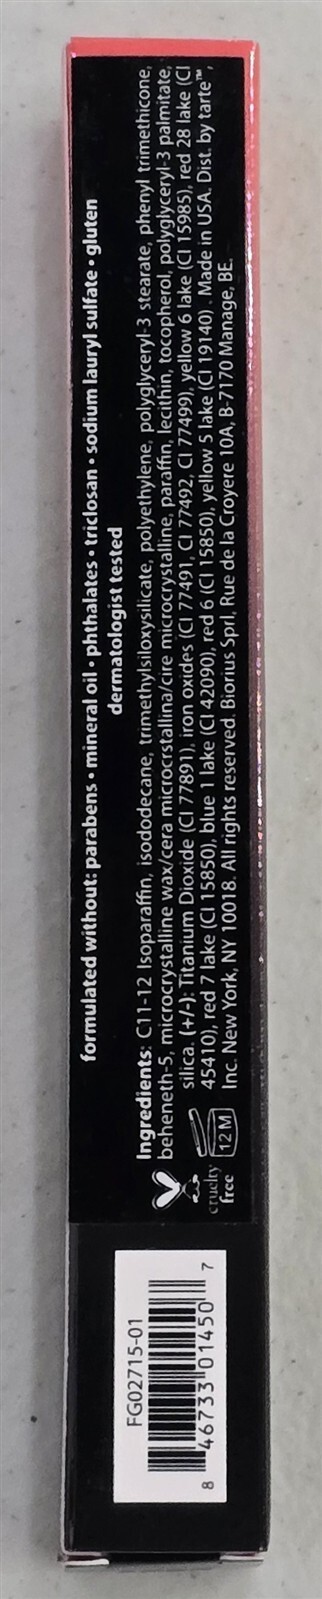 formulated without: parabens • mineral oil • phthalates • triclosan • sodium lauryl sulfate • gluten
dermatologist tested
Ingredients: C11-12 Isoparaffin, isododecane, trimethylsiloxysilicate, polyethylene, polyglyceryl-3 stearate, phenyl trimethicone,
beheneth-5, microcrystalline wax/cera microcrstallina/cire microcrystalline, paraffin, lecithin, tocopherol, polyglyceryl-3 palmitate,
silica. (+/-): Titanium Dioxide (CI 77891), iron oxides (CI 77491, CI 77492, CI 77499), yellow 6 lake (CI 15985), red 28 lake (CI
45410), red 7 lake (CI 15850), blue 1 lake (CI 42090), red 6 (CI 15850), yellow 5 lake (CI 19140). Made in USA. Dist. by tarte™,
Inc. New York, NY 10018. All rights reserved. Biorius Sprl, Rue de la Croyere 10A, B-7170 Manage, BE.
cruelty
free
12 M
FG02715-01
8 46733 01450 7